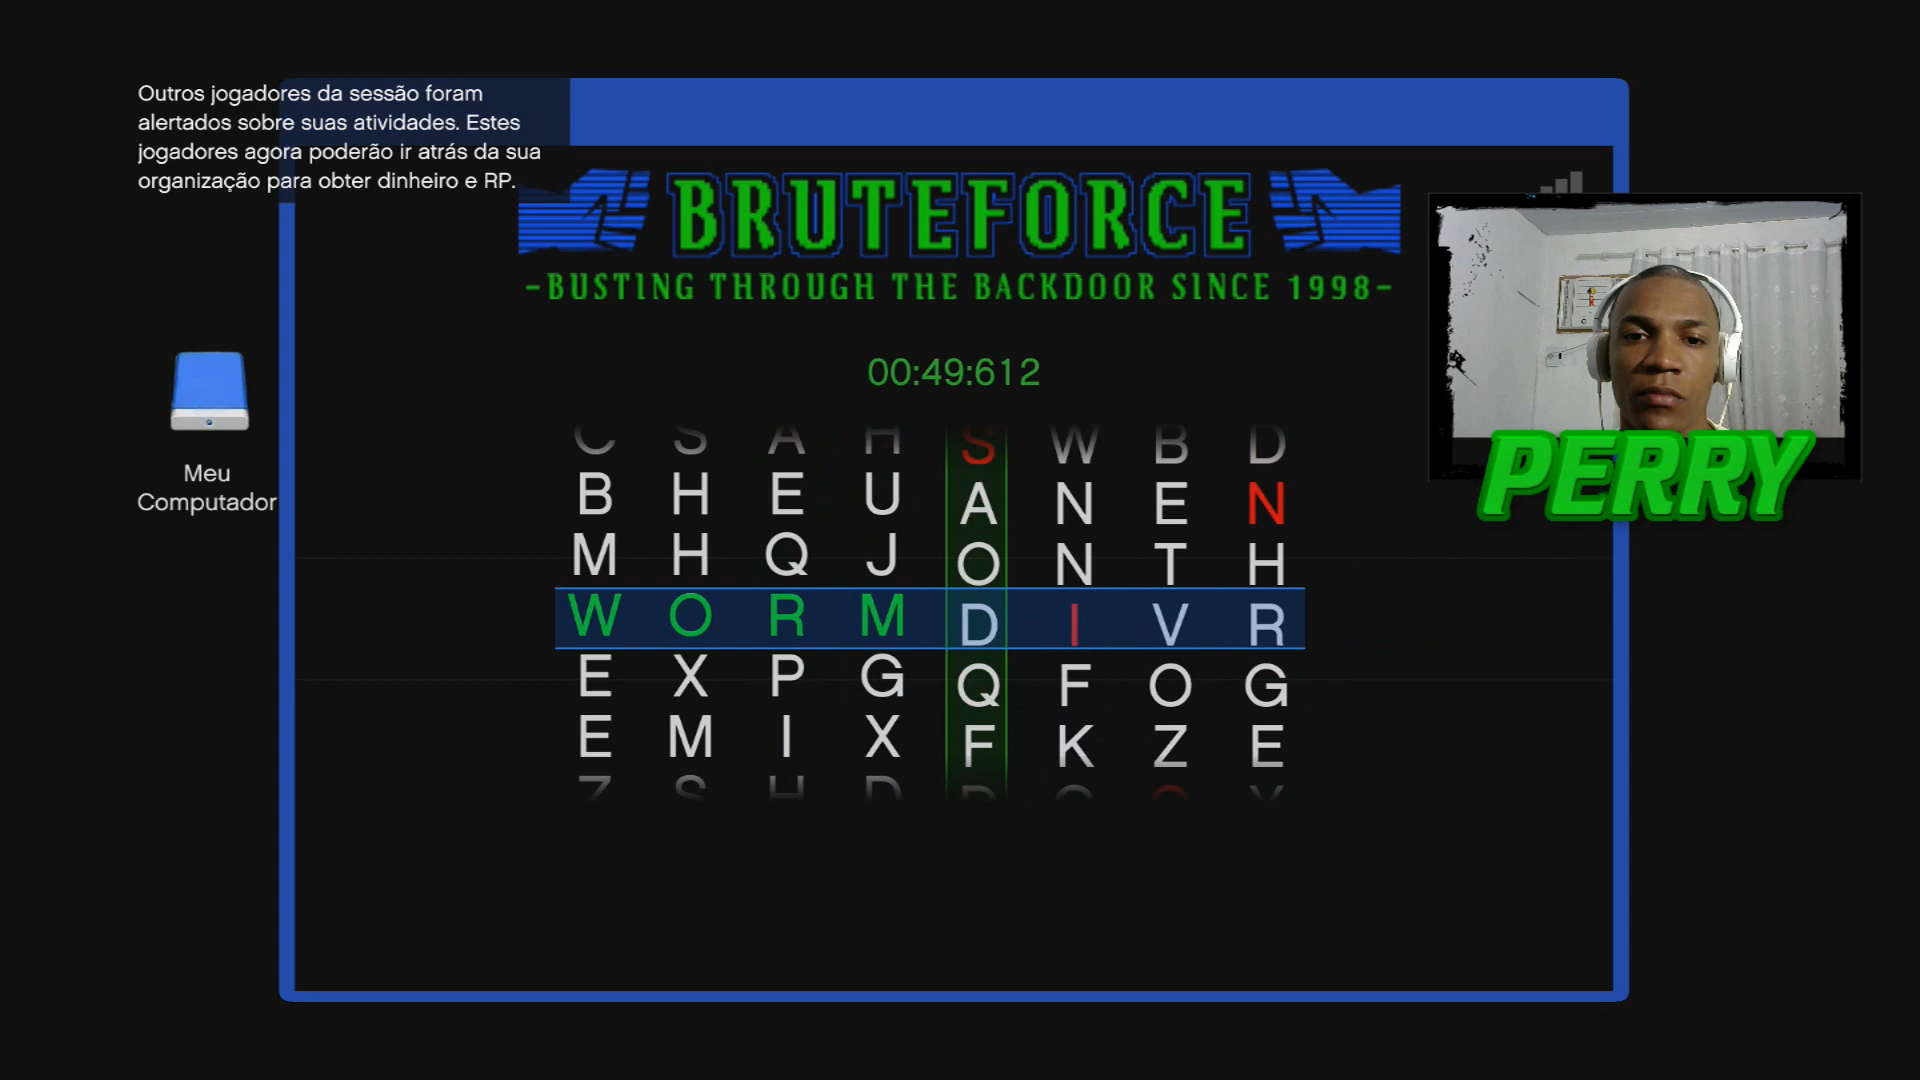 Outros jogadores da sessão foram
alertados sobre suas atividades. Estes
jogadores agora poderão ir atrás da sua
organização para obter dinheiro e RP.
BRUTEFORCE
-BUSTING THROUGH THE BACKDOOR SINCE 1998-
00:49:612
Meu
Computador
PERRY
C S A H S W B D
B H E U A N E N
M H Q J O N T H
W O R M D I V R
E X P G Q F O G
E M I X F K Z E
Z S H D